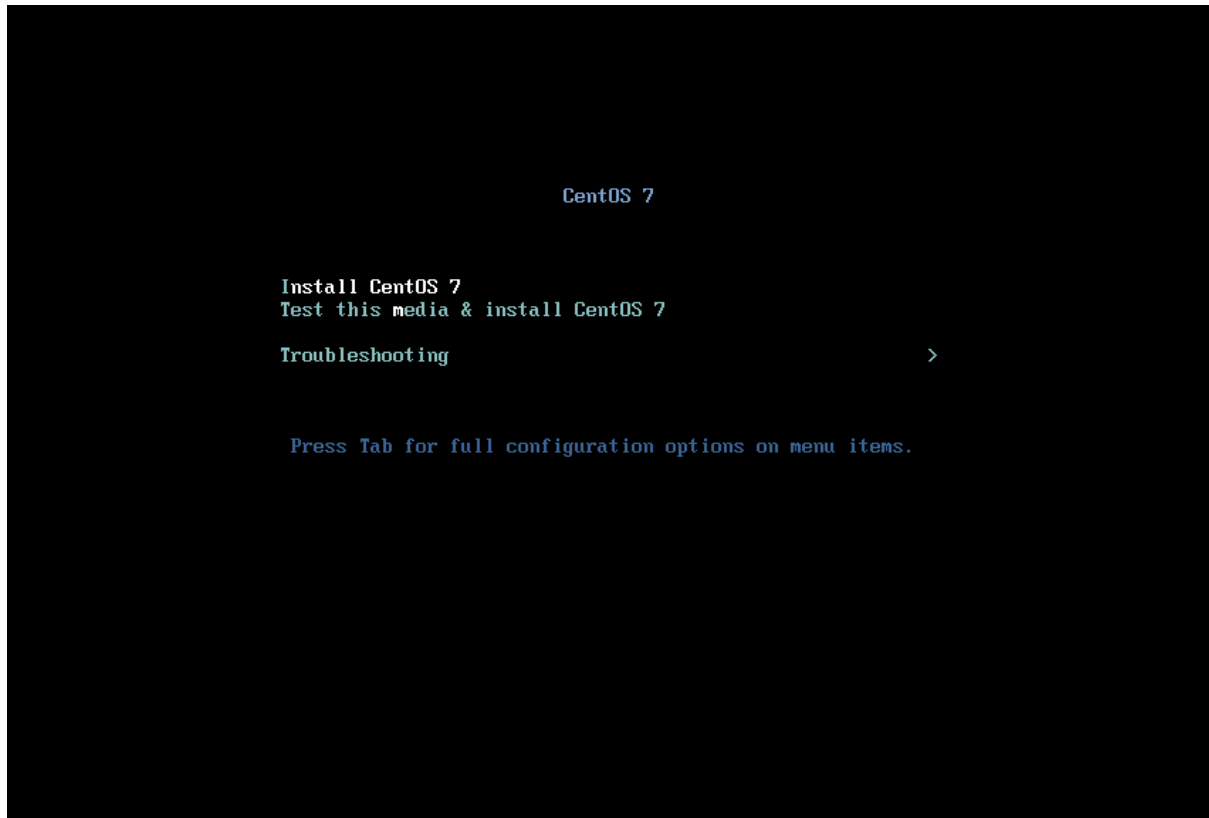 CentOS 7
Install CentOS 7
Test this media & install CentOS 7
Troubleshooting >
Press Tab for full configuration options on menu items.